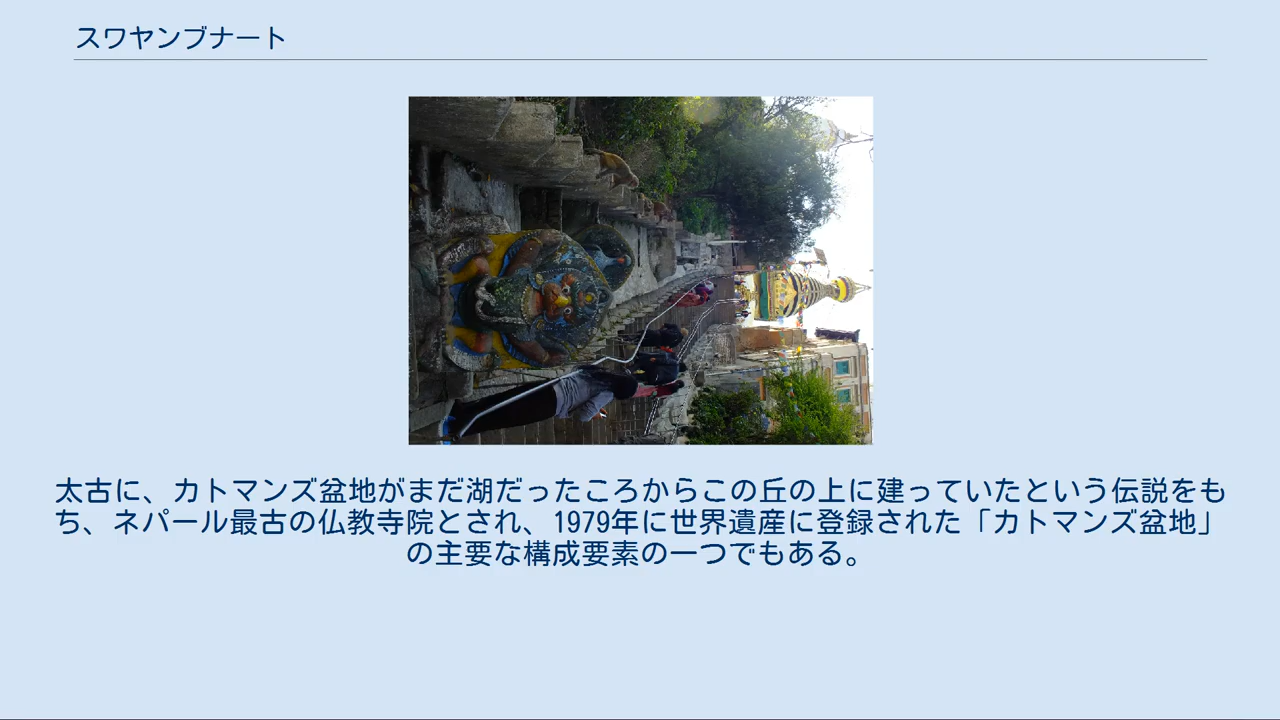 スワヤンブナート
太古に、カトマンズ盆地がまだ湖だったころからこの丘の上に建っていたという伝説をも
ち、ネパール最古の仏教寺院とされ、1979年に世界遺産に登録された「カトマンズ盆地」
の主要な構成要素の一つでもある。